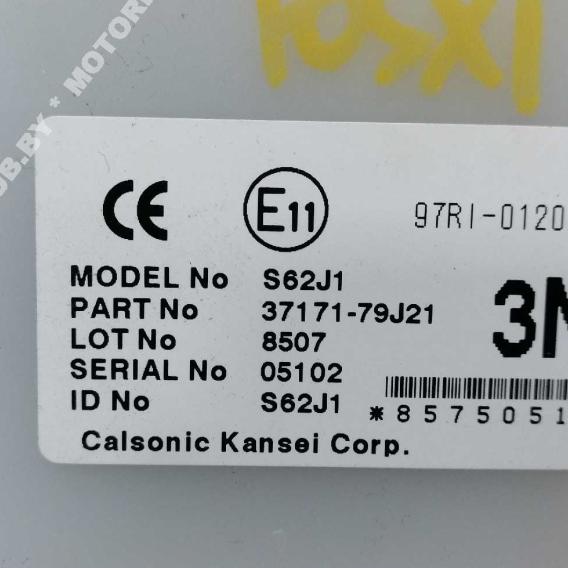 CE E11 97RI-0120
MODEL No S62J1
PART No 37171-79J21
LOT No 8507
SERIAL No 05102
ID No S62J1
3N
*8575051
Calsonic Kansei Corp.